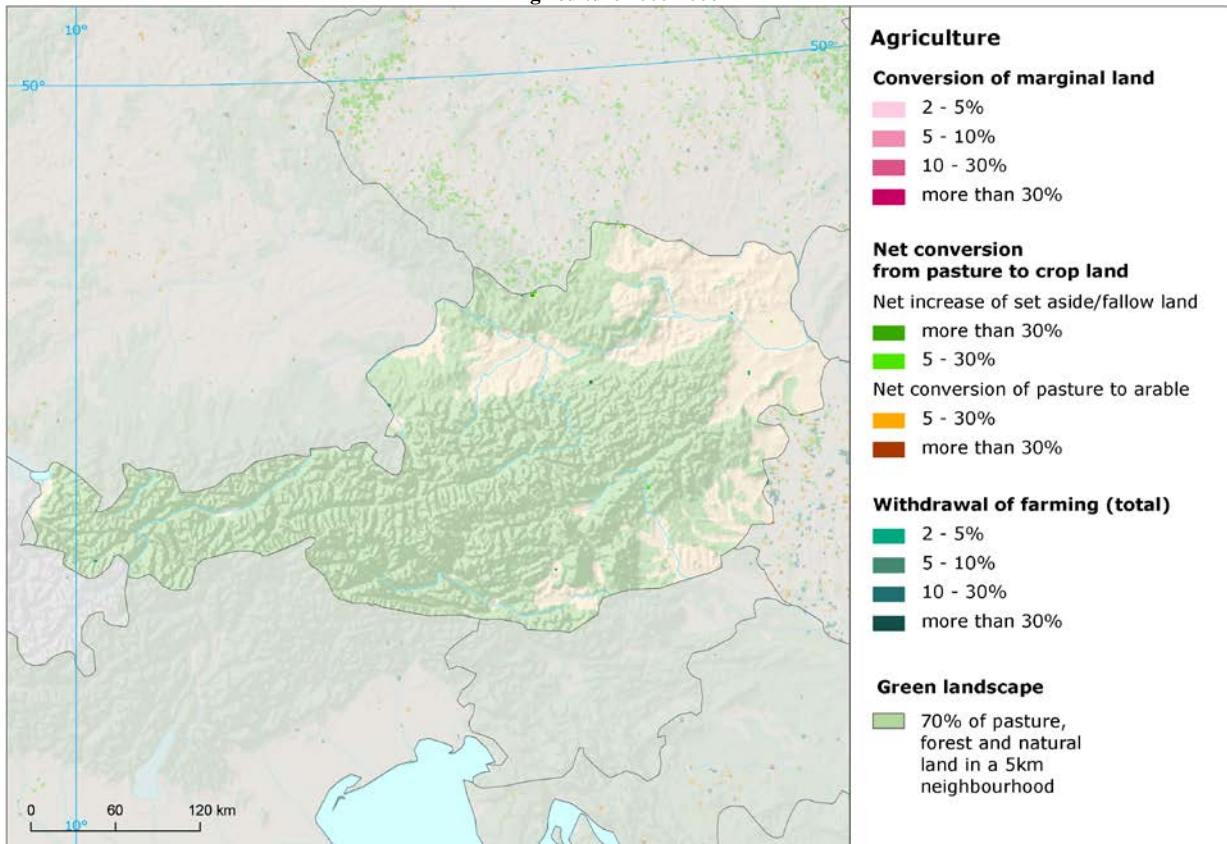 10°
50°
50°
0 60 120 km
10°
Agriculture
Conversion of marginal land
2 - 5%
5 - 10%
10 - 30%
more than 30%
Net conversion
from pasture to crop land
Net increase of set aside/fallow land
more than 30%
5 - 30%
Net conversion of pasture to arable
5 - 30%
more than 30%
Withdrawal of farming (total)
2 - 5%
5 - 10%
10 - 30%
more than 30%
Green landscape
70% of pasture,
forest and natural
land in a 5km
neighbourhood